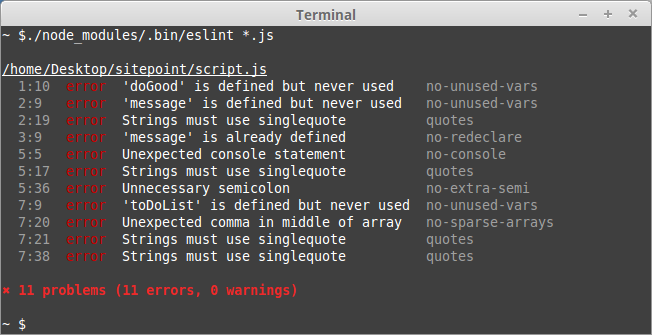 Terminal
~ $./node_modules/.bin/eslint *.js
/home/Desktop/sitepoint/script.js
1:10 error 'doGood' is defined but never used no-unused-vars
2:9 error 'message' is defined but never used no-unused-vars
2:19 error Strings must use singlequote quotes
3:9 error 'message' is already defined no-redeclare
5:5 error Unexpected console statement no-console
5:17 error Strings must use singlequote quotes
5:36 error Unnecessary semicolon no-extra-semi
7:9 error 'toDoList' is defined but never used no-unused-vars
7:20 error Unexpected comma in middle of array no-sparse-arrays
7:21 error Strings must use singlequote quotes
7:38 error Strings must use singlequote quotes
✖ 11 problems (11 errors, 0 warnings)
~ $